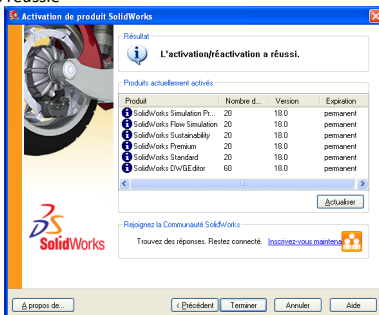 réussie
Activation de produit SolidWorks
Résultat
L'activation/réactivation a réussi.
Produits actuellement activés
Produit Nombre d... Version Expiration
SolidWorks Simulation Pr... 20 18.0 permanent
SolidWorks Flow Simulation 20 18.0 permanent
SolidWorks Sustainability 20 18.0 permanent
SolidWorks Premium 20 18.0 permanent
SolidWorks Standard 20 18.0 permanent
SolidWorks DWGEditor 60 18.0 permanent
Actualiser
Rejoignez la Communauté SolidWorks
Trouvez des réponses. Restez connecté. Inscrivez-vous maintena
SolidWorks
A propos de... < Précédent Terminer Annuler Aide